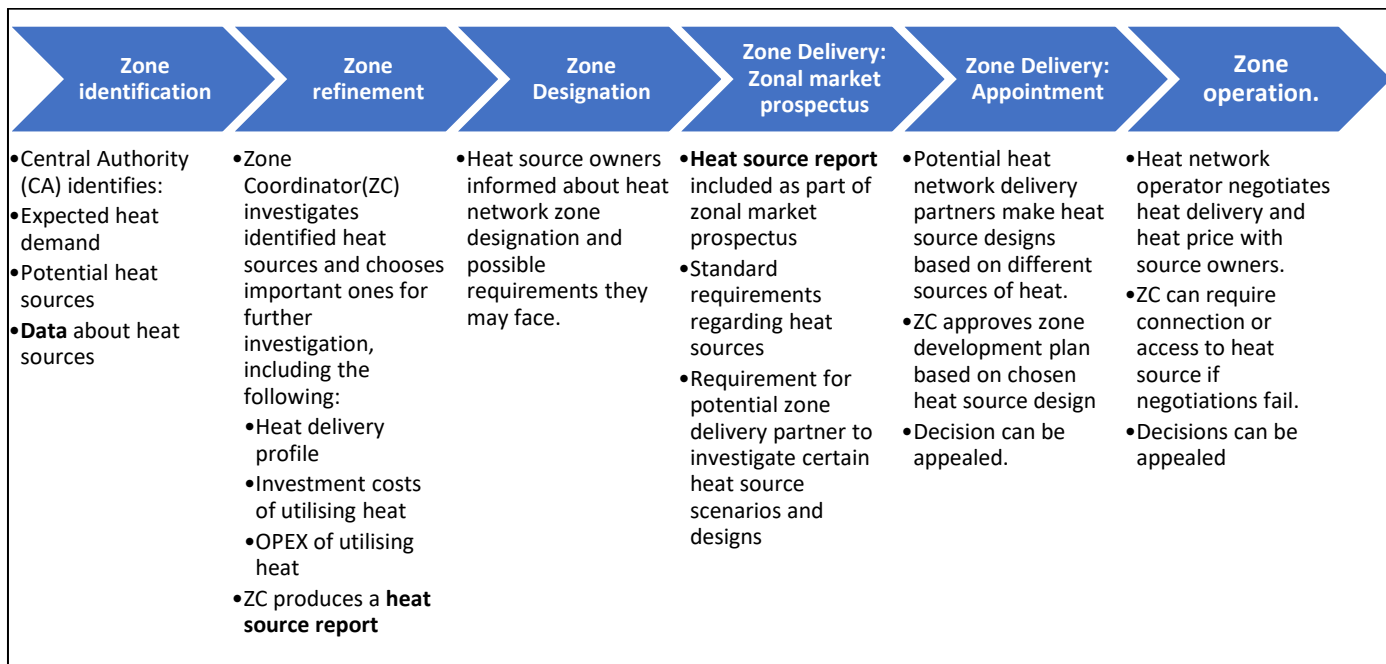 Zone
identification
Zone
refinement
Zone
Designation
Zone Delivery:
Zonal market
prospectus
Zone Delivery:
Appointment
Zone
operation.
•Central Authority
(CA) identifies:
•Expected heat
demand
•Potential heat
sources
•Data about heat
sources
•Zone
Coordinator(ZC)
investigates
identified heat
sources and chooses
important ones for
further
investigation,
including the
following:
•Heat delivery
profile
•Investment costs
of utilising heat
•OPEX of utilising
heat
•ZC produces a heat
source report
•Heat source owners
informed about heat
network zone
designation and
possible
requirements they
may face.
•Heat source report
included as part of
zonal market
prospectus
•Standard
requirements
regarding heat
sources
•Requirement for
potential zone
delivery partner to
investigate certain
heat source
scenarios and
designs
•Potential heat
network delivery
partners make heat
source designs
based on different
sources of heat.
•ZC approves zone
development plan
based on chosen
heat source design
•Decision can be
appealed.
•Heat network
operator negotiates
heat delivery and
heat price with
source owners.
•ZC can require
connection or
access to heat
source if
negotiations fail.
•Decisions can be
appealed